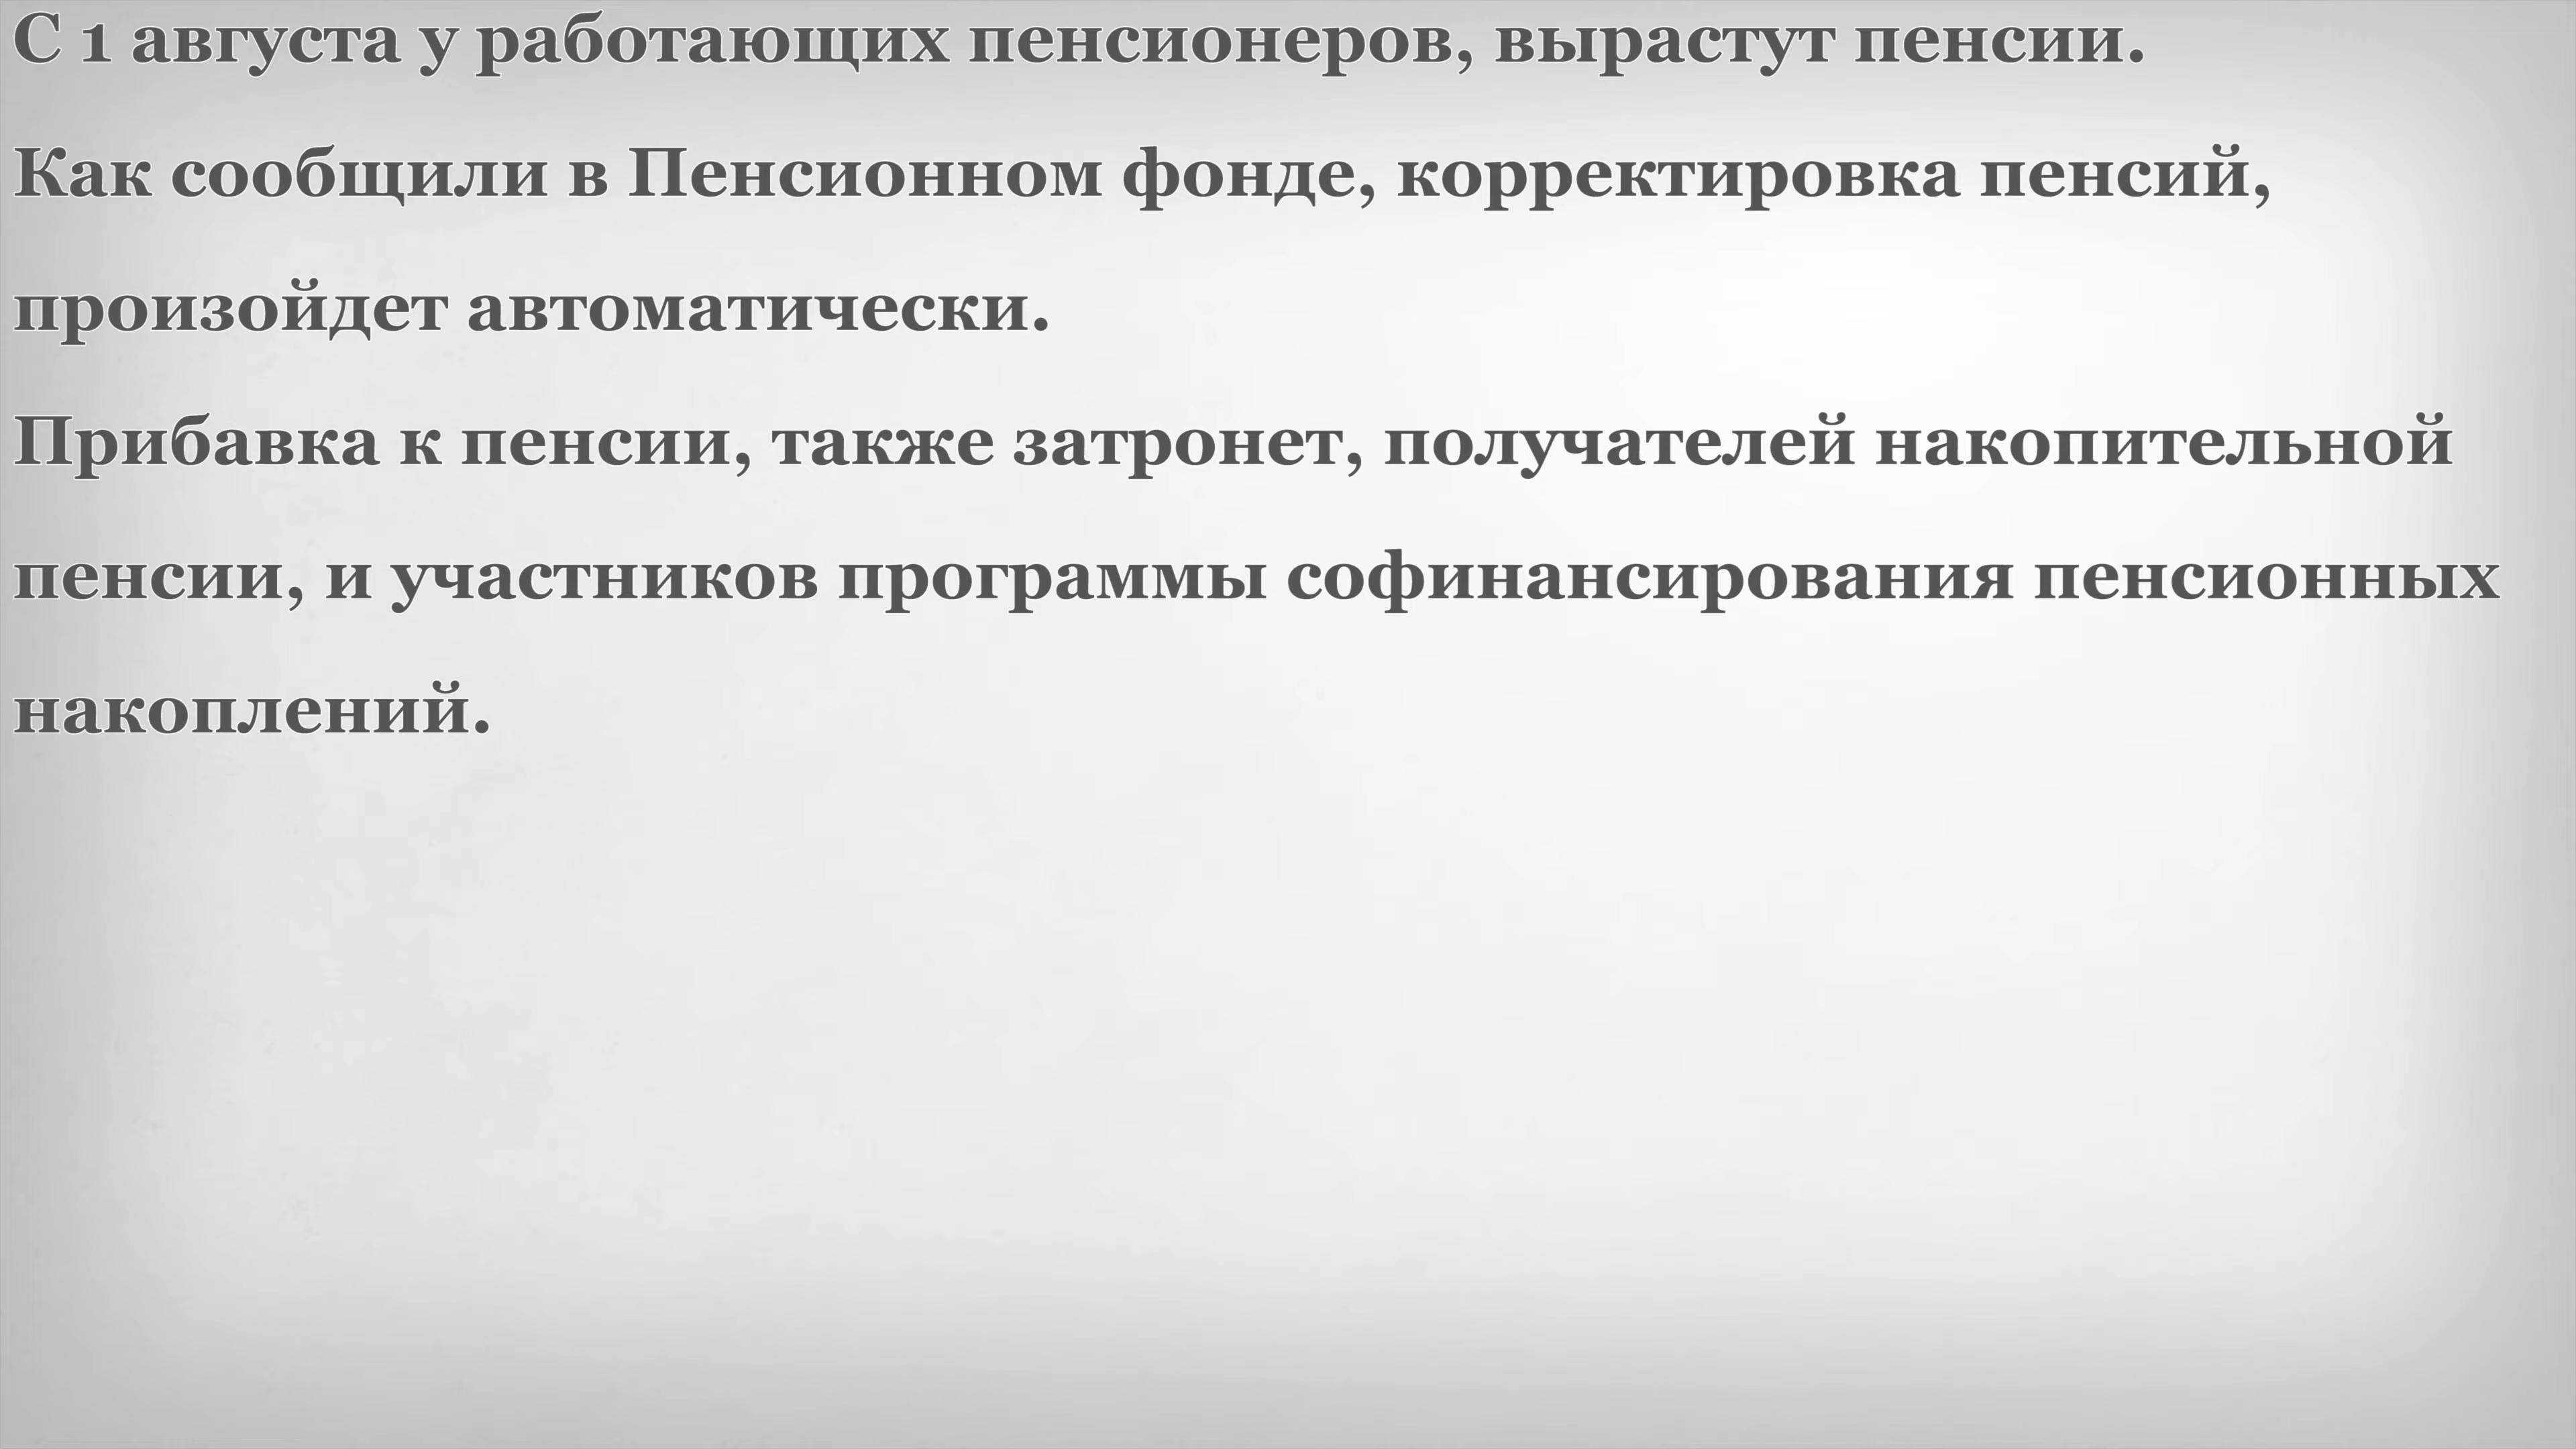 С 1 августа у работающих пенсионеров, вырастут пенсии.
Как сообщили в Пенсионном фонде, корректировка пенсий,
произойдет автоматически.
Прибавка к пенсии, также затронет, получателей накопительной
пенсии, и участников программы софинансирования пенсионных
накоплений.